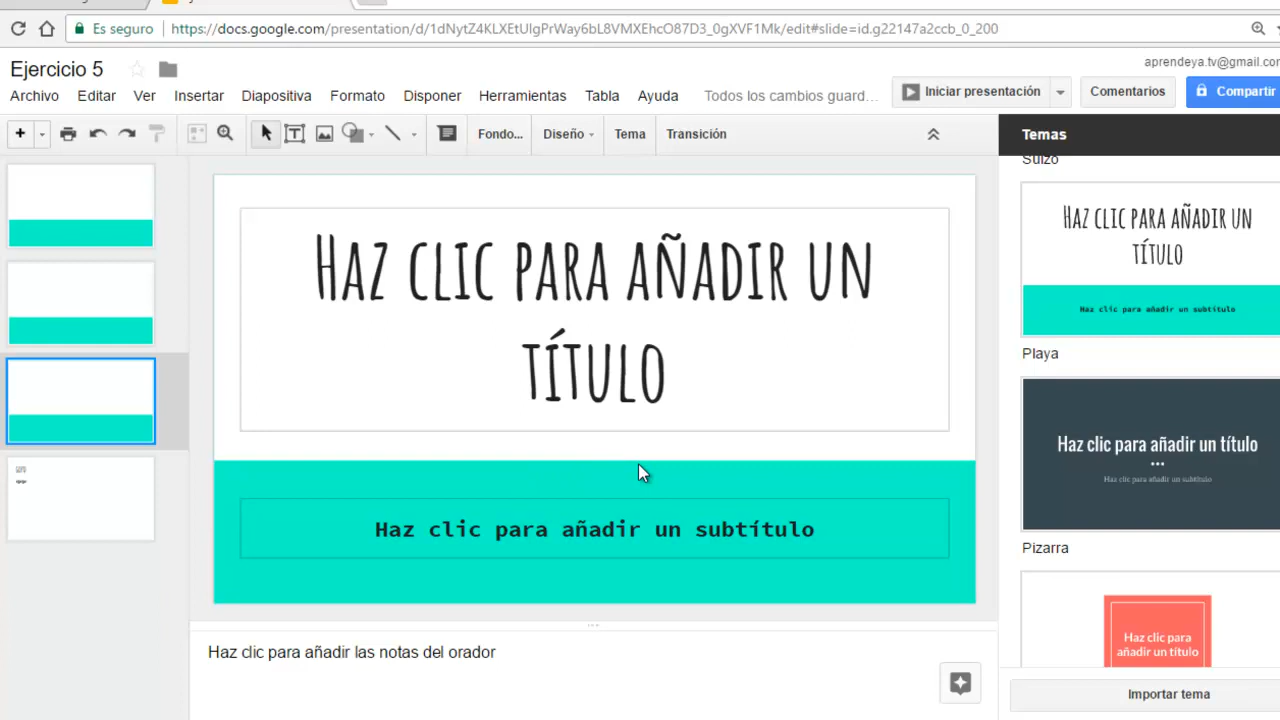 Es seguro
https://docs.google.com/presentation/d/1dNytZ4KLXEtUIgPrWay6bL8VMXEhcO87D3_0gXVF1Mk/edit#slide=id.g22147a2ccb_0_200
Ejercicio 5
aprendeya.tv@gmail.com
Archivo Editar Ver Insertar Diapositiva Formato Disponer Herramientas Tabla Ayuda Todos los cambios guard…
Iniciar presentación
Comentarios
Compartir
Fondo... Diseño Tema Transición
Temas
Suizo
Haz clic para añadir un
título
Haz clic para añadir un subtítulo
Playa
Haz clic para añadir un título
Haz clic para añadir un subtítulo
Pizarra
Haz clic para
añadir un título
Importar tema
Haz clic para añadir un
título
Haz clic para añadir un subtítulo
Haz clic para añadir las notas del orador